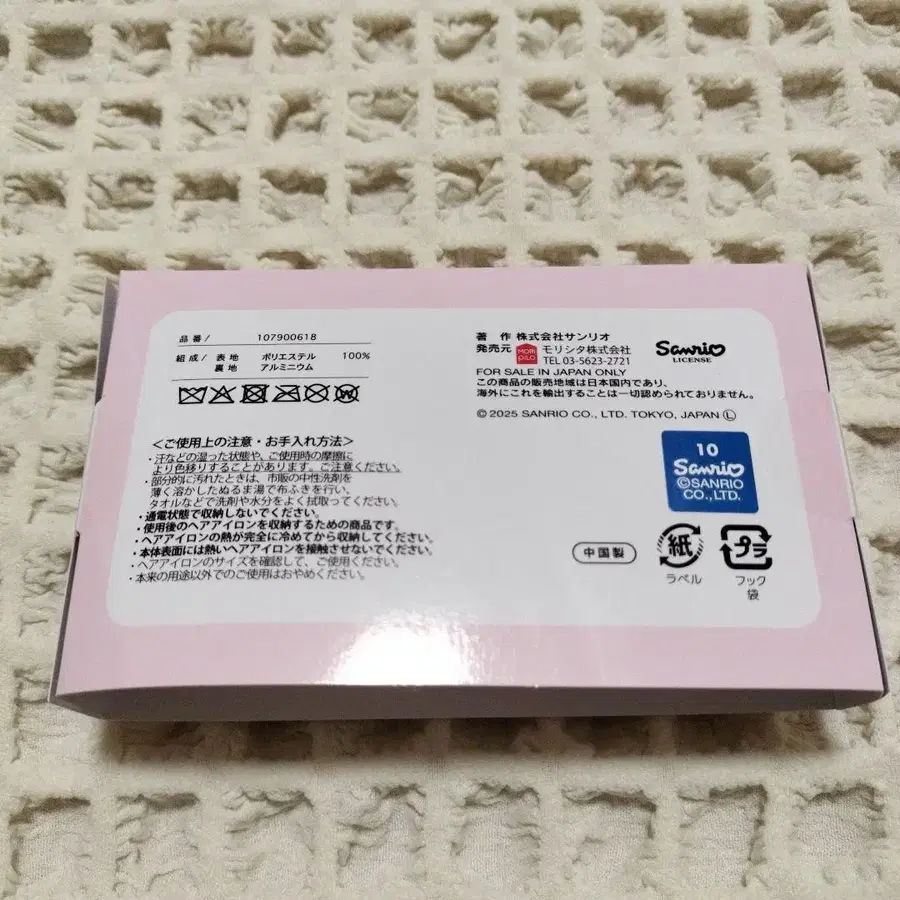 品 番 / 107900618
組成 / 表 地 ポリエステル 100%
裏 地 アルミニウム
<ご使用上の注意・お手入れ方法>
・汗などの湿った状態や、ご使用時の摩擦に
より色移りすることがあります。ご注意ください。
・部分的に汚れたときは、市販の中性洗剤を
薄く溶かしたぬるま湯で布ふきを行い、
タオルなどで洗剤や水分をよく拭取ってください。
・通電状態で収納しないでください。
・使用後のヘアアイロンを収納するための商品です。
・ヘアアイロンの熱が完全に冷めてから収納してください。
・本体表面には熱いヘアアイロンを接触させないでください。
・ヘアアイロンのサイズを確認して、ご使用ください。
・本来の用途以外でのご使用はおやめください。
著 作 株式会社サンリオ
発売元 MORI PILO モリシタ株式会社
TEL 03-5623-2721
Sanrio
LICENSE
FOR SALE IN JAPAN ONLY
この商品の販売地域は日本国内であり、
海外にこれを輸出することは一切認められておりません。
© 2025 SANRIO CO., LTD. TOKYO, JAPAN Ⓛ
10
Sanrio
©SANRIO
CO., LTD.
中国製
紙
ラベル
プラ
フック
袋